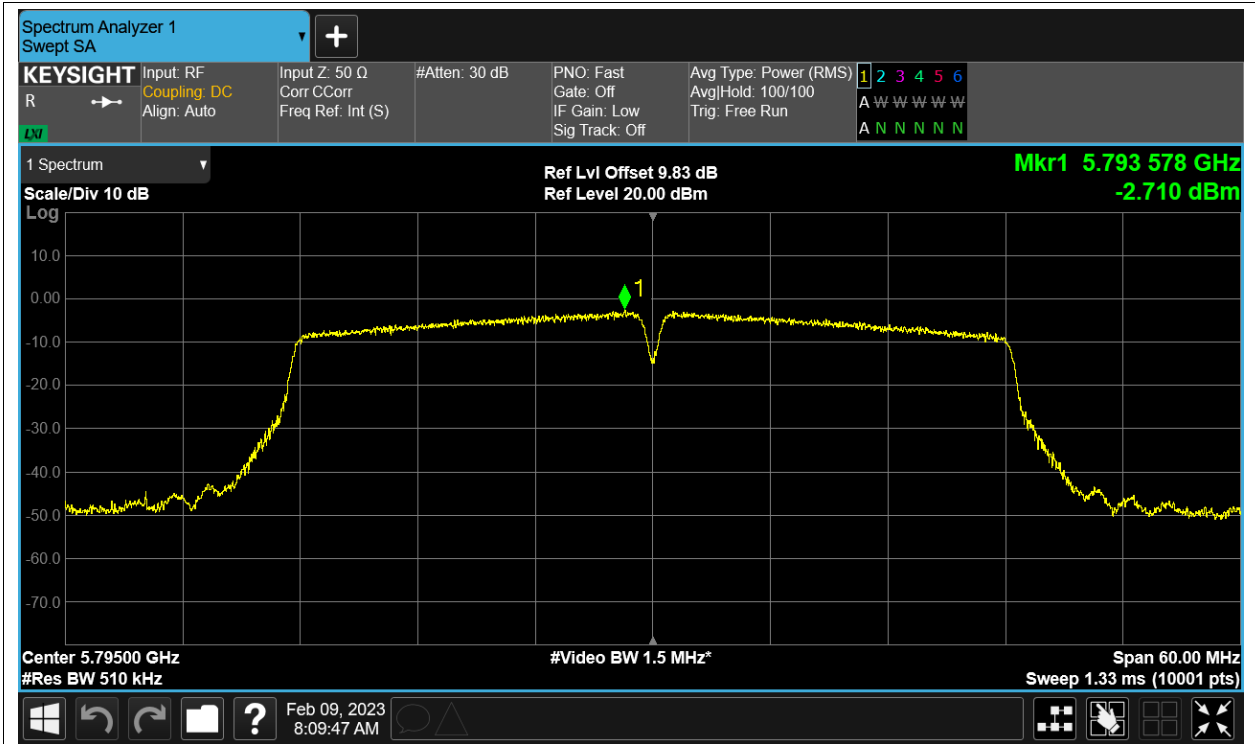 Spectrum Analyzer 1
Swept SA
+
KEYSIGHT
R
LXI
Input: RF
Coupling: DC
Align: Auto
Input Z: 50 Ω
Corr CCorr
Freq Ref: Int (S)
#Atten: 30 dB
PNO: Fast
Gate: Off
IF Gain: Low
Sig Track: Off
Avg Type: Power (RMS)
Avg|Hold: 100/100
Trig: Free Run
1 2 3 4 5 6
A W W W W W
A N N N N N
1 Spectrum
Scale/Div 10 dB
Ref Lvl Offset 9.83 dB
Ref Level 20.00 dBm
Mkr1 5.793 578 GHz
-2.710 dBm
Log
10.0
0.00
-10.0
-20.0
-30.0
-40.0
-50.0
-60.0
-70.0
1
Center 5.79500 GHz
#Res BW 510 kHz
#Video BW 1.5 MHz*
Span 60.00 MHz
Sweep 1.33 ms (10001 pts)
?
Feb 09, 2023
8:09:47 AM